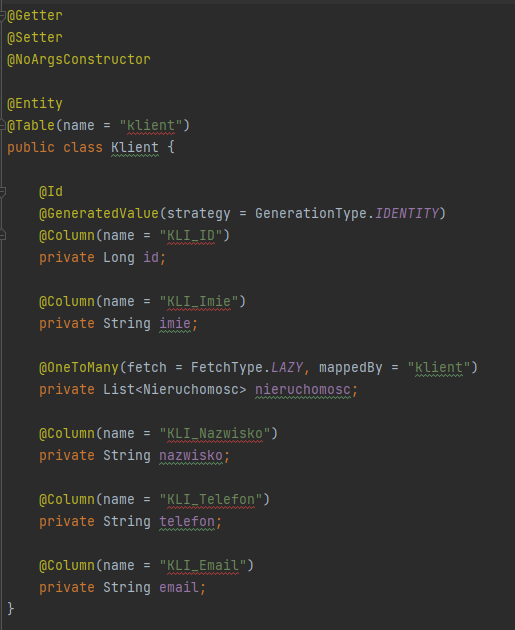 @Getter
@Setter
@NoArgsConstructor
@Entity
@Table(name = "klient")
public class Klient {
@Id
@GeneratedValue(strategy = GenerationType.IDENTITY)
@Column(name = "KLI_ID")
private Long id;
@Column(name = "KLI_Imie")
private String imie;
@OneToMany(fetch = FetchType.LAZY, mappedBy = "klient")
private List<Nieruchomosc> nieruchomosc;
@Column(name = "KLI_Nazwisko")
private String nazwisko;
@Column(name = "KLI_Telefon")
private String telefon;
@Column(name = "KLI_Email")
private String email;
}